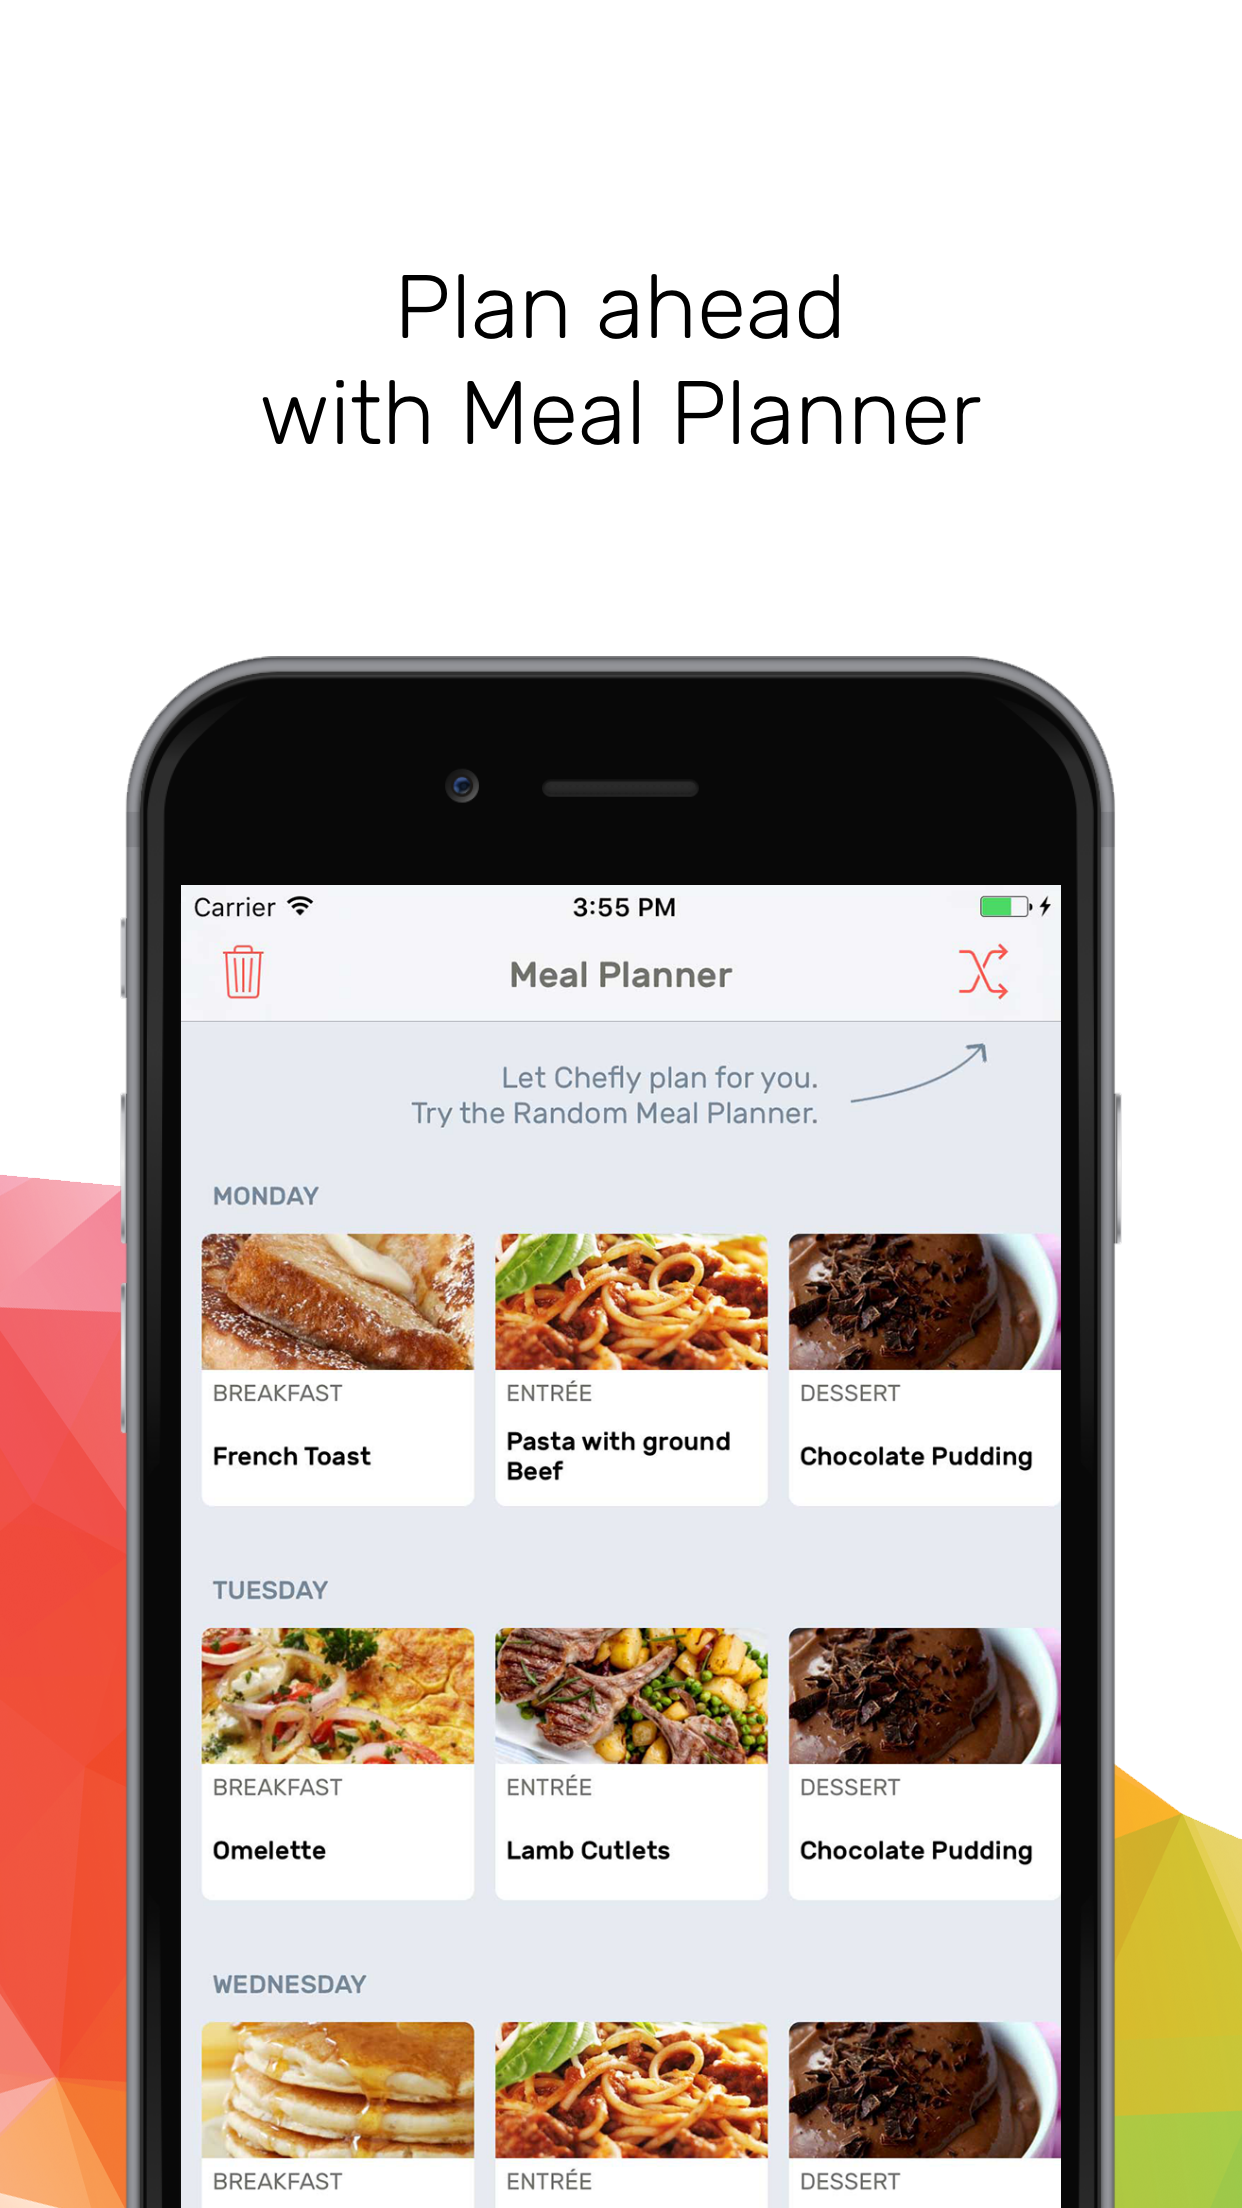 Plan ahead
with Meal Planner
Carrier
3:55 PM
Meal Planner
Let Chefly plan for you.
Try the Random Meal Planner.
MONDAY
BREAKFAST
French Toast
ENTRÉE
Pasta with ground
Beef
DESSERT
Chocolate Pudding
TUESDAY
BREAKFAST
Omelette
ENTRÉE
Lamb Cutlets
DESSERT
Chocolate Pudding
WEDNESDAY
BREAKFAST
ENTRÉE
DESSERT